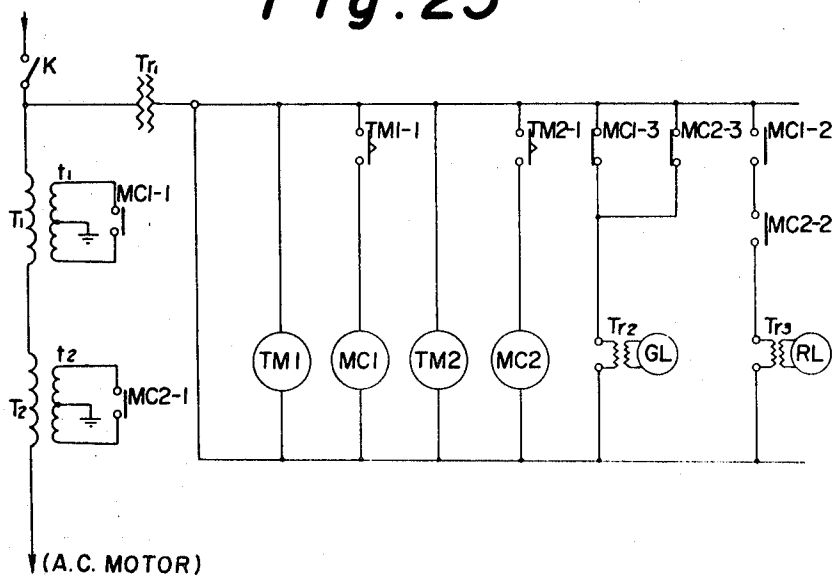 Fig. 25
K
Tr1
TM1-1
TM2-1
MC1-3
MC2-3
MC1-2
t1
MC1-1
T1
MC2-2
Tr2
Tr3
TM1
MC1
TM2
MC2
GL
RL
t2
MC2-1
T2
(A.C. MOTOR)